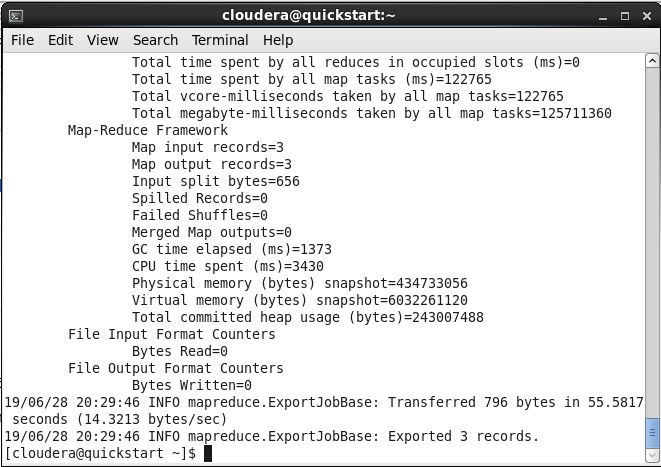 cloudera@quickstart:~
File Edit View Search Terminal Help
Total time spent by all reduces in occupied slots (ms)=0
Total time spent by all map tasks (ms)=122765
Total vcore-milliseconds taken by all map tasks=122765
Total megabyte-milliseconds taken by all map tasks=125711360
Map-Reduce Framework
Map input records=3
Map output records=3
Input split bytes=656
Spilled Records=0
Failed Shuffles=0
Merged Map outputs=0
GC time elapsed (ms)=1373
CPU time spent (ms)=3430
Physical memory (bytes) snapshot=434733056
Virtual memory (bytes) snapshot=6032261120
Total committed heap usage (bytes)=243007488
File Input Format Counters
Bytes Read=0
File Output Format Counters
Bytes Written=0
19/06/28 20:29:46 INFO mapreduce.ExportJobBase: Transferred 796 bytes in 55.5817
seconds (14.3213 bytes/sec)
19/06/28 20:29:46 INFO mapreduce.ExportJobBase: Exported 3 records.
[cloudera@quickstart ~]$